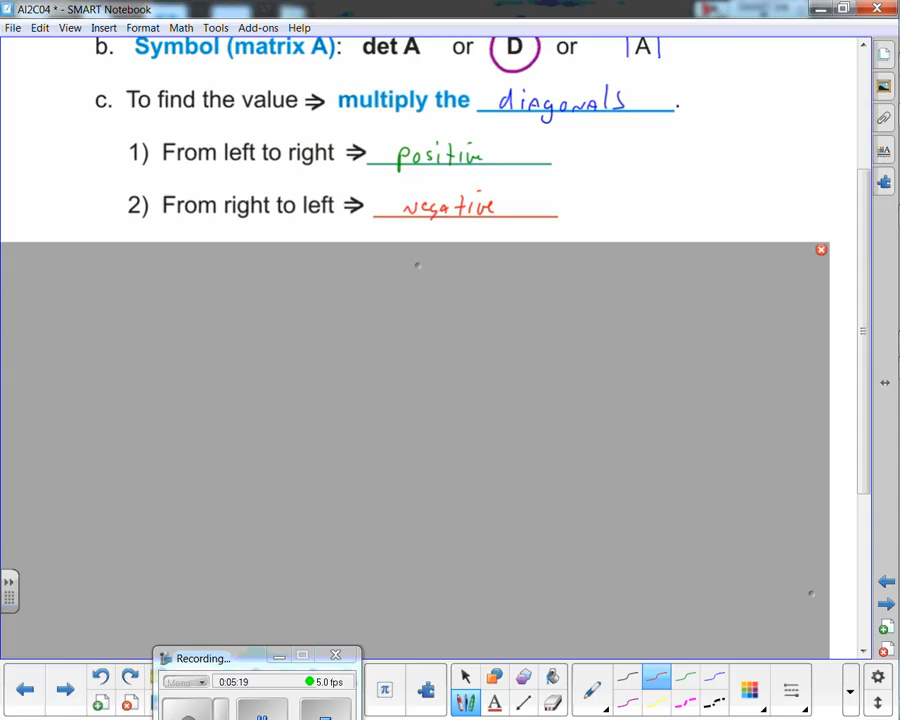 AI2C04 * - SMART Notebook
File Edit View Insert Format Math Tools Add-ons Help
b. Symbol (matrix A): det A or D or |A|
c. To find the value ⇒ multiply the diagonals.
1) From left to right ⇒ positive
2) From right to left ⇒ negative
Recording...
Menu 0:05:19 5.0 fps